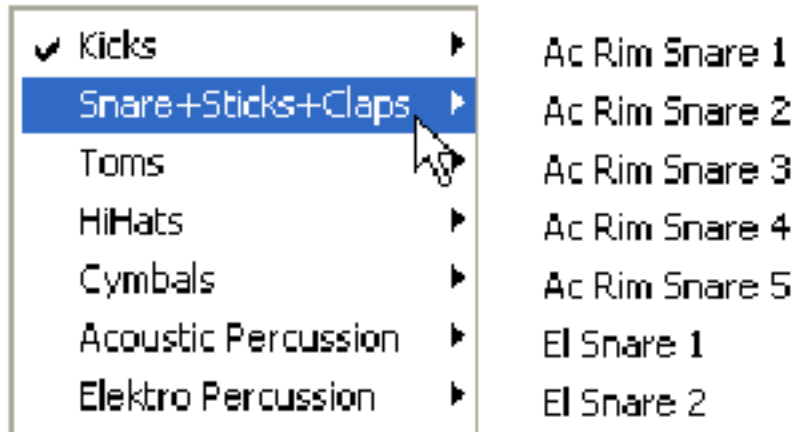 Kicks
Snare+Sticks+Claps
Toms
HiHats
Cymbals
Acoustic Percussion
Elektro Percussion
Ac Rim Snare 1
Ac Rim Snare 2
Ac Rim Snare 3
Ac Rim Snare 4
Ac Rim Snare 5
El Snare 1
El Snare 2